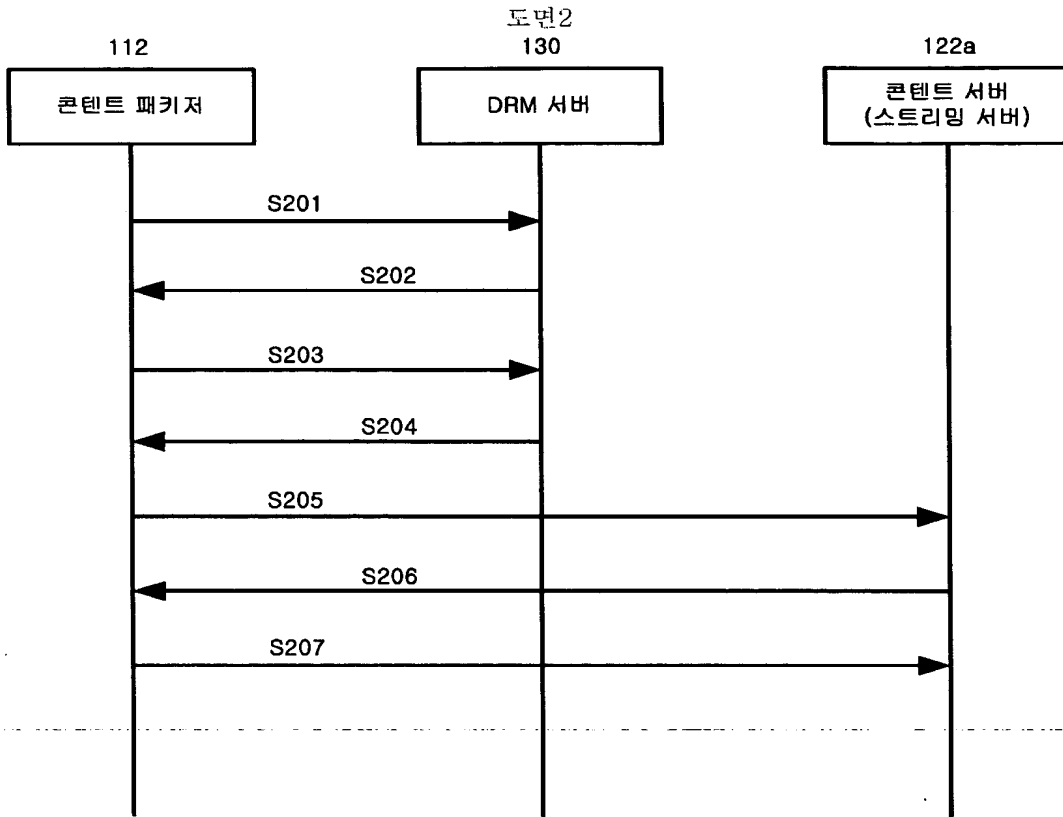 도면2
112
130
122a
콘텐트 패키저
DRM 서버
콘텐트 서버
(스트리밍 서버)
S201
S202
S203
S204
S205
S206
S207